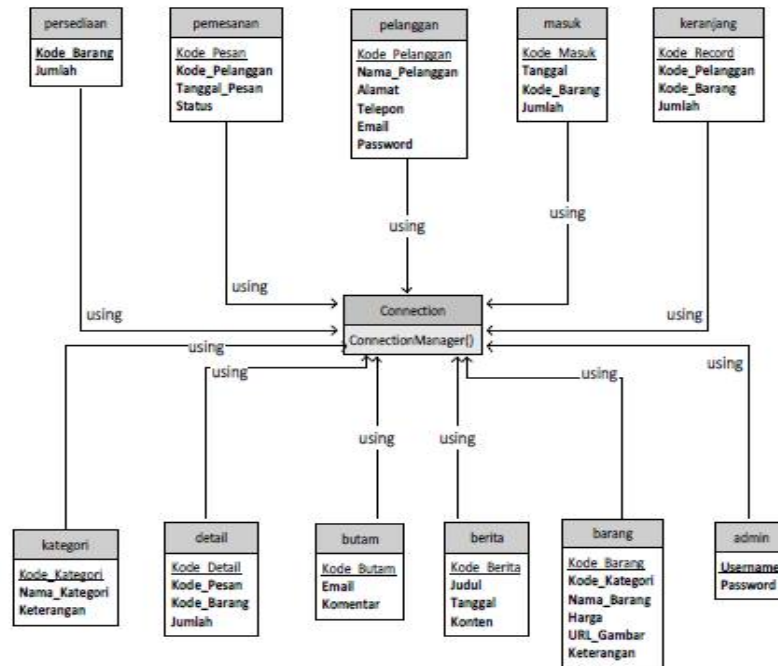 persediaan
Kode_Barang
Jumlah
pemesanan
Kode_Pesan
Kode_Pelanggan
Tanggal_Pesan
Status
pelanggan
Kode_Pelanggan
Nama_Pelanggan
Alamat
Telepon
Email
Password
masuk
Kode_Masuk
Tanggal
Kode_Barang
Jumlah
keranjang
Kode_Record
Kode_Pelanggan
Kode_Barang
Jumlah
using
using
using
using
using
Connection
ConnectionManager()
using
using
using
using
using
using
kategori
Kode_Kategori
Nama_Kategori
Keterangan
detail
Kode_Detail
Kode_Pesan
Kode_Barang
Jumlah
butam
Kode_Butam
Email
Komentar
berita
Kode_Berita
Judul
Tanggal
Konten
barang
Kode_Barang
Kode_Kategori
Nama_Barang
Harga
URL_Gambar
Keterangan
admin
Username
Password